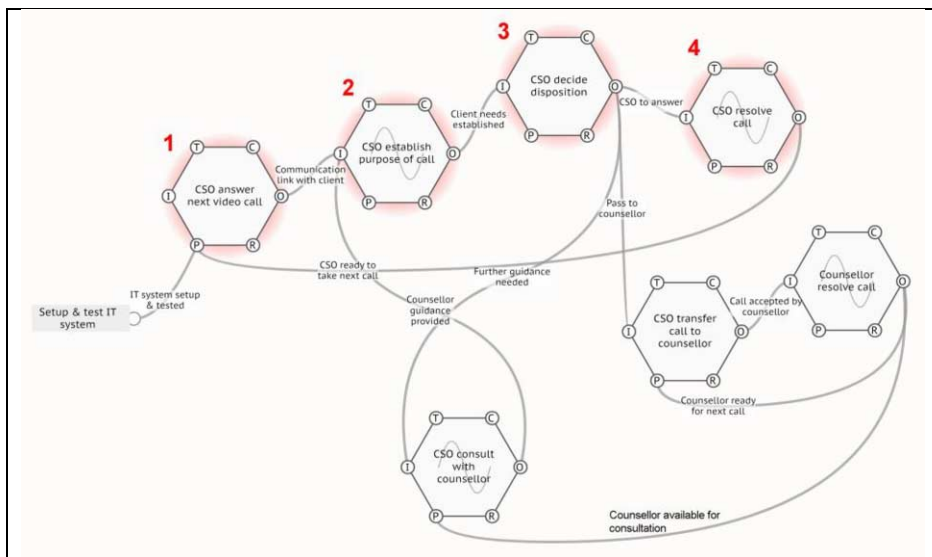 1
T
C
I
O
P
R
CSO answer
next video call
Communication
link with client
2
T
C
I
O
P
R
CSO establish
purpose of call
Client needs
established
3
T
C
I
O
P
R
CSO decide
disposition
CSO to answer
4
T
C
I
O
P
R
CSO resolve
call
Setup & test IT
system
IT system setup
& tested
CSO ready to
take next call
Counsellor
guidance
provided
Further guidance
needed
Pass to
counsellor
T
C
I
O
P
R
CSO transfer
call to
counsellor
Call accepted by
counsellor
T
C
I
O
P
R
Counsellor
resolve call
Counsellor ready
for next call
T
C
I
O
P
R
CSO consult
with
counsellor
Counsellor available for
consultation